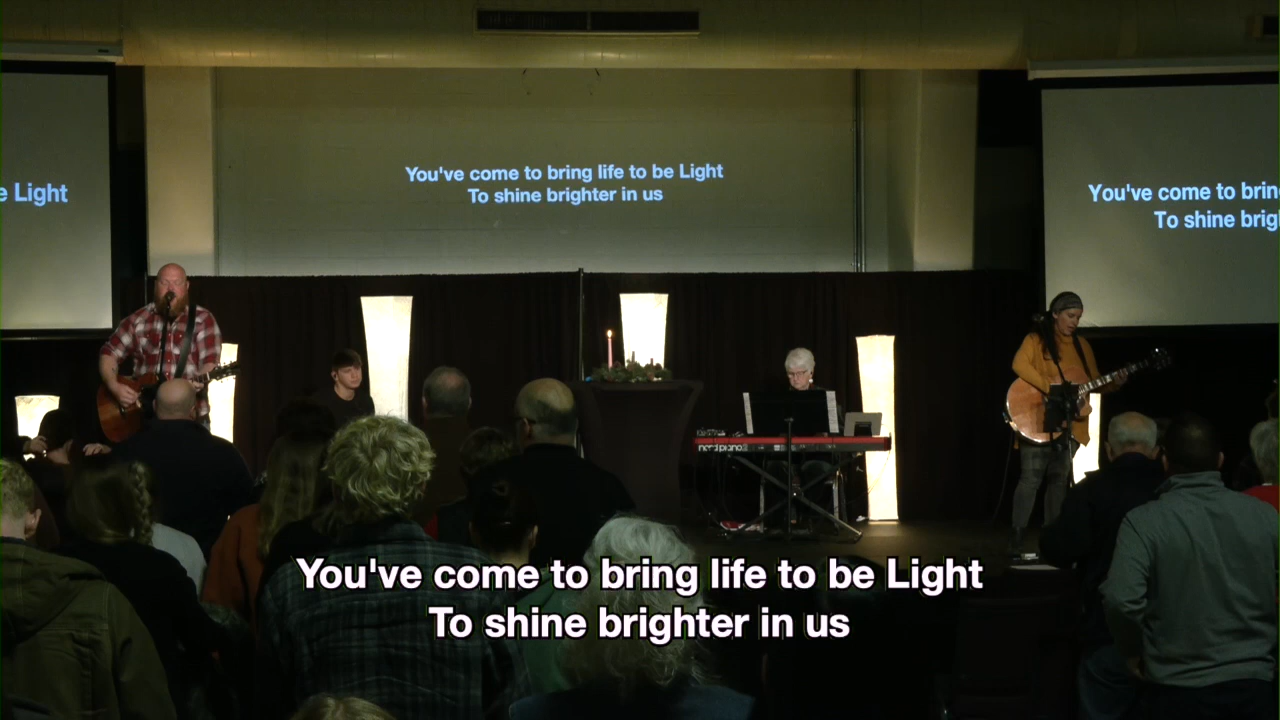 You've come to bring life to be Light
To shine brighter in us
e Light
You've come to brin
To shine brig
nord piano
You've come to bring life to be Light
To shine brighter in us